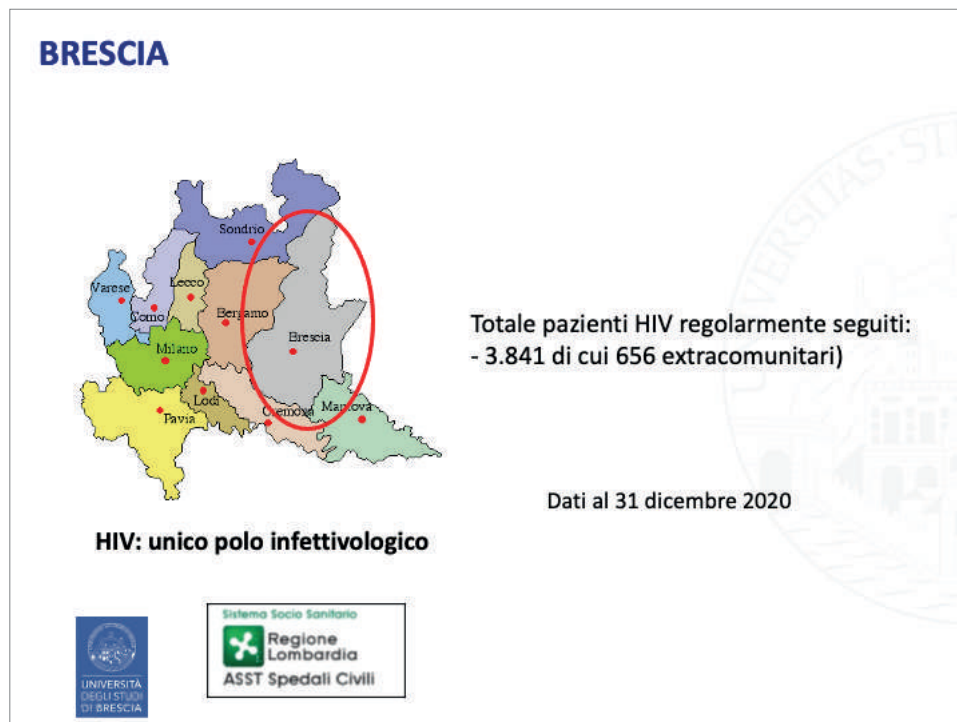 BRESCIA
Sondrio
Varese
Como
Lecco
Bergamo
Brescia
Milano
Lodi
Pavia
Cremona
Mantova
Totale pazienti HIV regolarmente seguiti:
- 3.841 di cui 656 extracomunitari)
Dati al 31 dicembre 2020
HIV: unico polo infettivologico
UNIVERSITÀ
DEGLI STUDI
DI BRESCIA
Sistema Socio Sanitario
Regione
Lombardia
ASST Spedali Civili